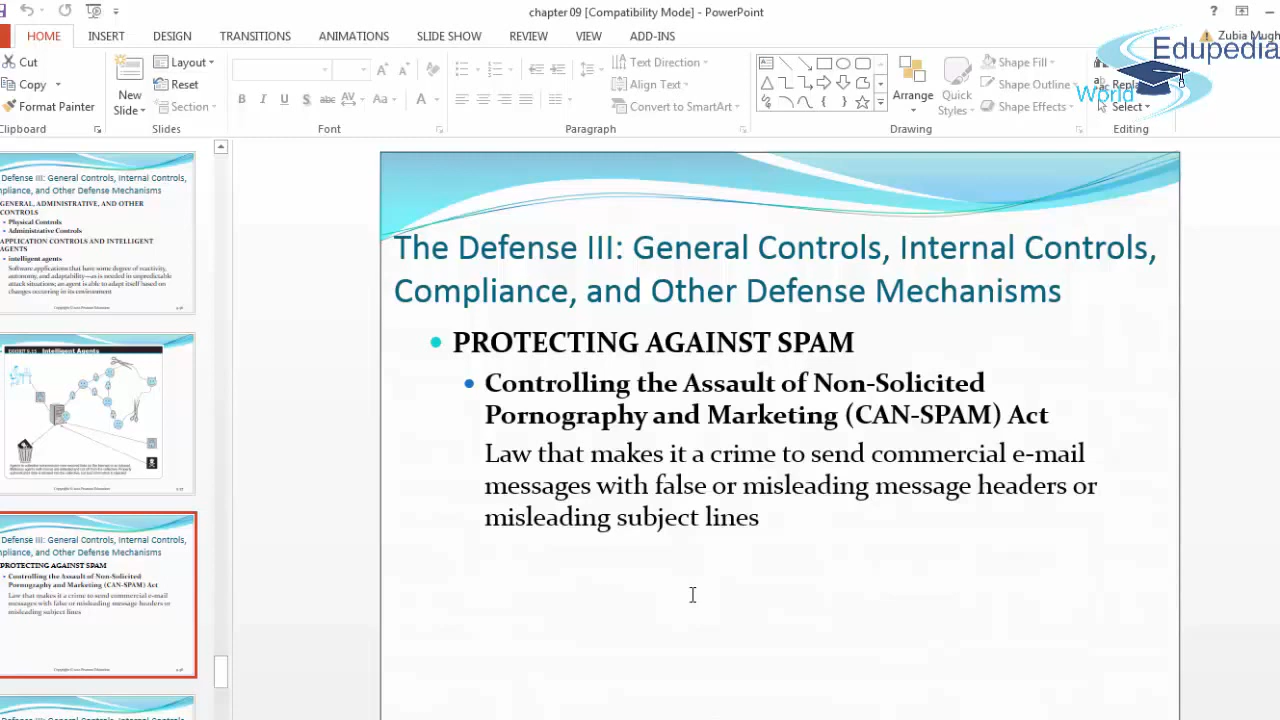 chapter 09 [Compatibility Mode] - PowerPoint
?
HOME INSERT DESIGN TRANSITIONS ANIMATIONS SLIDE SHOW REVIEW VIEW ADD-INS
Zubia Mugh
Edupedia
World
Cut
Copy
Format Painter
Clipboard
New
Slide
Layout
Reset
Section
Slides
B I U S abc AV Aa A
A A
Font
Text Direction
Align Text
Convert to SmartArt
Paragraph
Arrange
Quick
Styles
Shape Fill
Shape Outline
Shape Effects
Drawing
Select
Editing
Defense III: General Controls, Internal Controls,
mpliance, and Other Defense Mechanisms
GENERAL, ADMINISTRATIVE, AND OTHER
CONTROLS
• Physical Controls
• Administrative Controls
APPLICATION CONTROLS AND INTELLIGENT
AGENTS
• intelligent agents
Software applications that have some degree of reactivity,
autonomy, and adaptability—as is needed in unpredictable
attack situations; an agent is able to adapt itself based on
changes occurring in its environment
Intelligent Agents
Defense III: General Controls, Internal Controls,
mpliance, and Other Defense Mechanisms
PROTECTING AGAINST SPAM
• Controlling the Assault of Non-Solicited
Pornography and Marketing (CAN-SPAM) Act
Law that makes it a crime to send commercial e-mail
messages with false or misleading message headers or
misleading subject lines
The Defense III: General Controls, Internal Controls,
Compliance, and Other Defense Mechanisms
• PROTECTING AGAINST SPAM
• Controlling the Assault of Non-Solicited
Pornography and Marketing (CAN-SPAM) Act
Law that makes it a crime to send commercial e-mail
messages with false or misleading message headers or
misleading subject lines